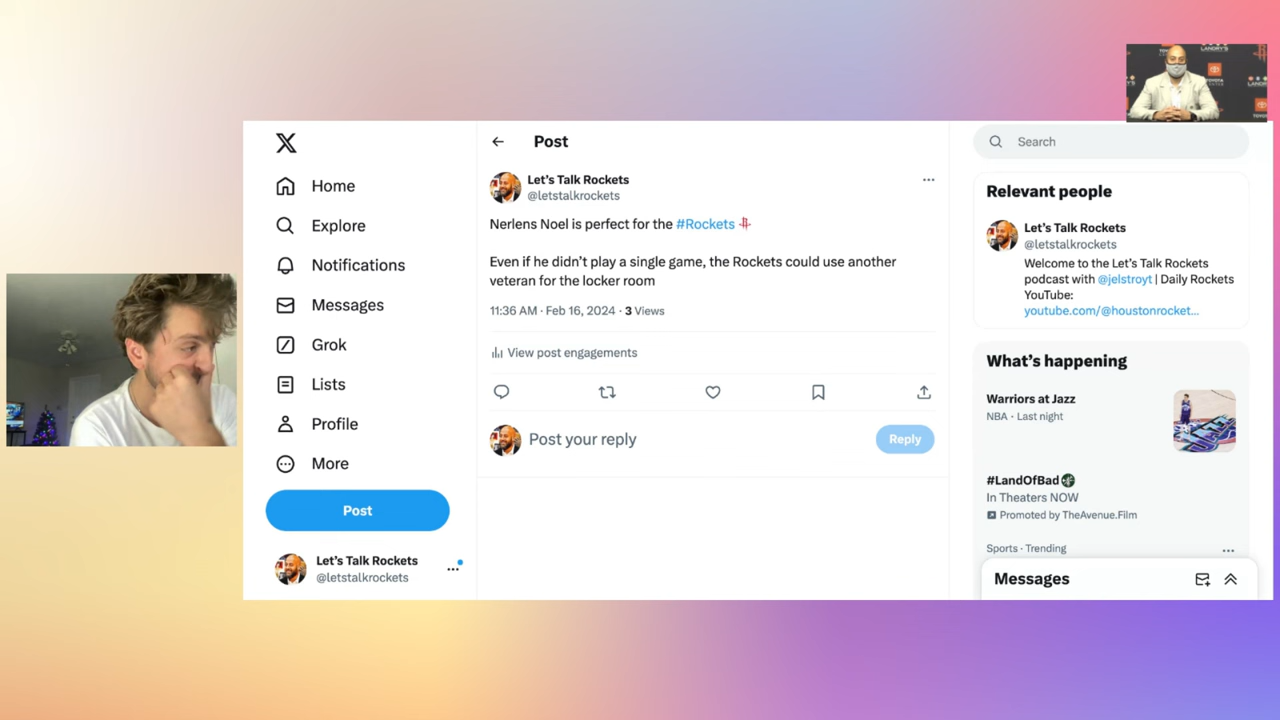 LANDRY'S
Home
Explore
Notifications
Messages
Grok
Lists
Profile
More
Post
Let's Talk Rockets
@letstalkrockets
Post
Let's Talk Rockets
@letstalkrockets
Nerlens Noel is perfect for the #Rockets
Even if he didn't play a single game, the Rockets could use another
veteran for the locker room
11:36 AM · Feb 16, 2024 · 3 Views
View post engagements
Post your reply
Reply
Search
Relevant people
Let's Talk Rockets
@letstalkrockets
Welcome to the Let's Talk Rockets
podcast with @jelstroyt | Daily Rockets
YouTube:
youtube.com/@houstonrocket...
What's happening
Warriors at Jazz
NBA · Last night
#LandOfBad
In Theaters NOW
Promoted by TheAvenue.Film
Sports · Trending
Messages